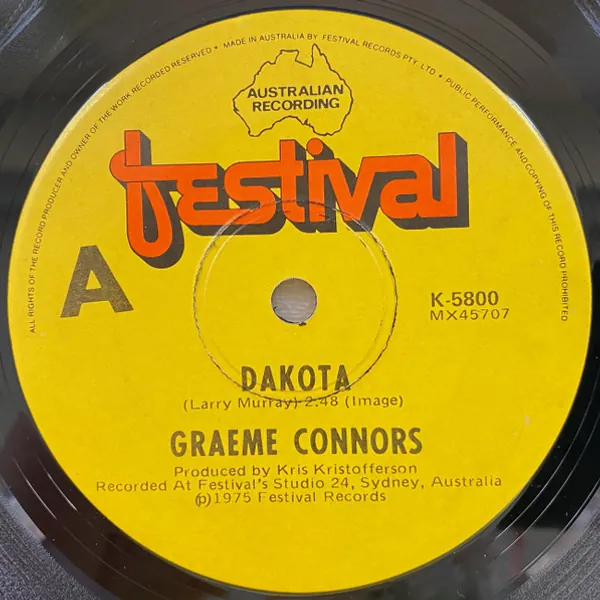 ALL RIGHTS OF THE RECORD PRODUCER AND OWNER OF THE WORK RECORDED RESERVED • MADE IN AUSTRALIA BY FESTIVAL RECORDS PTY. LTD. • PUBLIC PERFORMANCE AND COPYING OF THIS RECORD PROHIBITED
AUSTRALIAN
RECORDING
festival
A
K-5800
MX45707
DAKOTA
(Larry Murray) 2.48 (Image)
GRAEME CONNORS
Produced by Kris Kristofferson
Recorded At Festival's Studio 24, Sydney, Australia
(p)1975 Festival Records